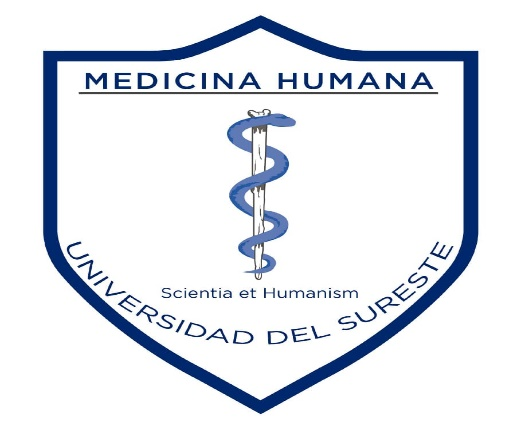 MEDICINA HUMANA
Scientia et Humanism
UNIVERSIDAD DEL SURESTE